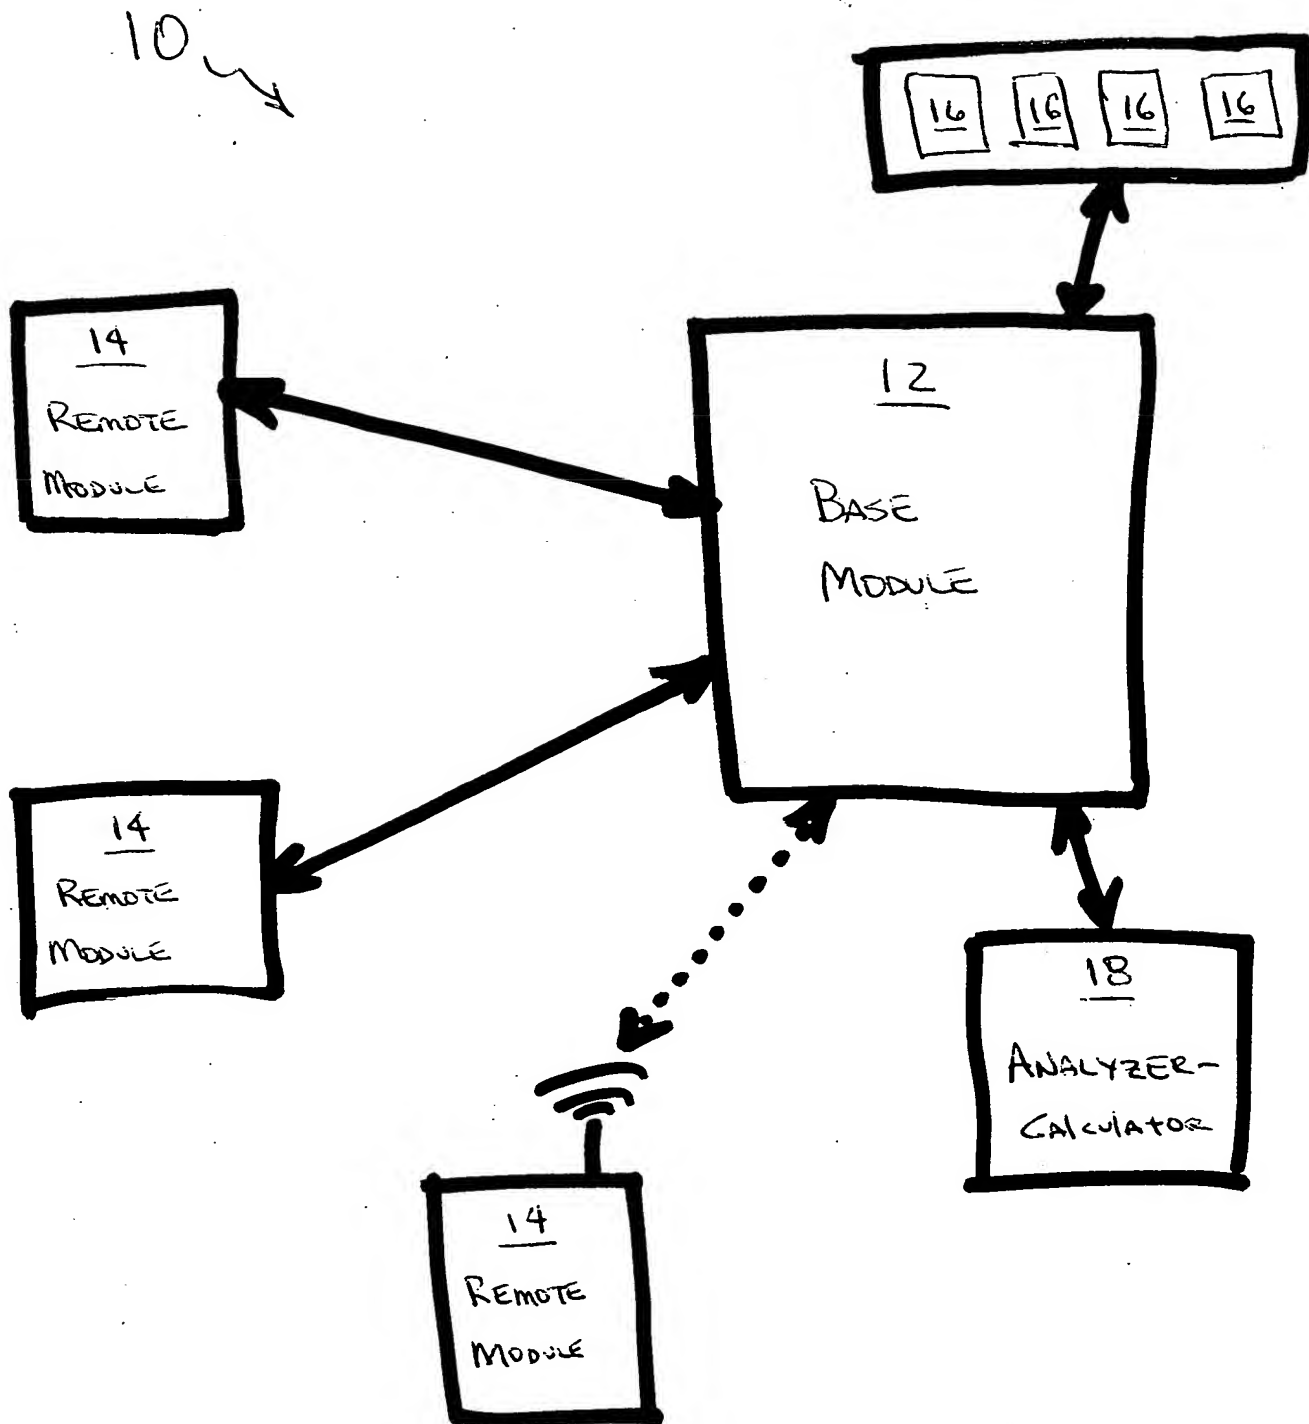 10
16 16 16 16
14
REMOTE
MODULE
12
BASE
MODULE
14
REMOTE
MODULE
18
ANALYZER-
CALCULATOR
14
REMOTE
MODULE